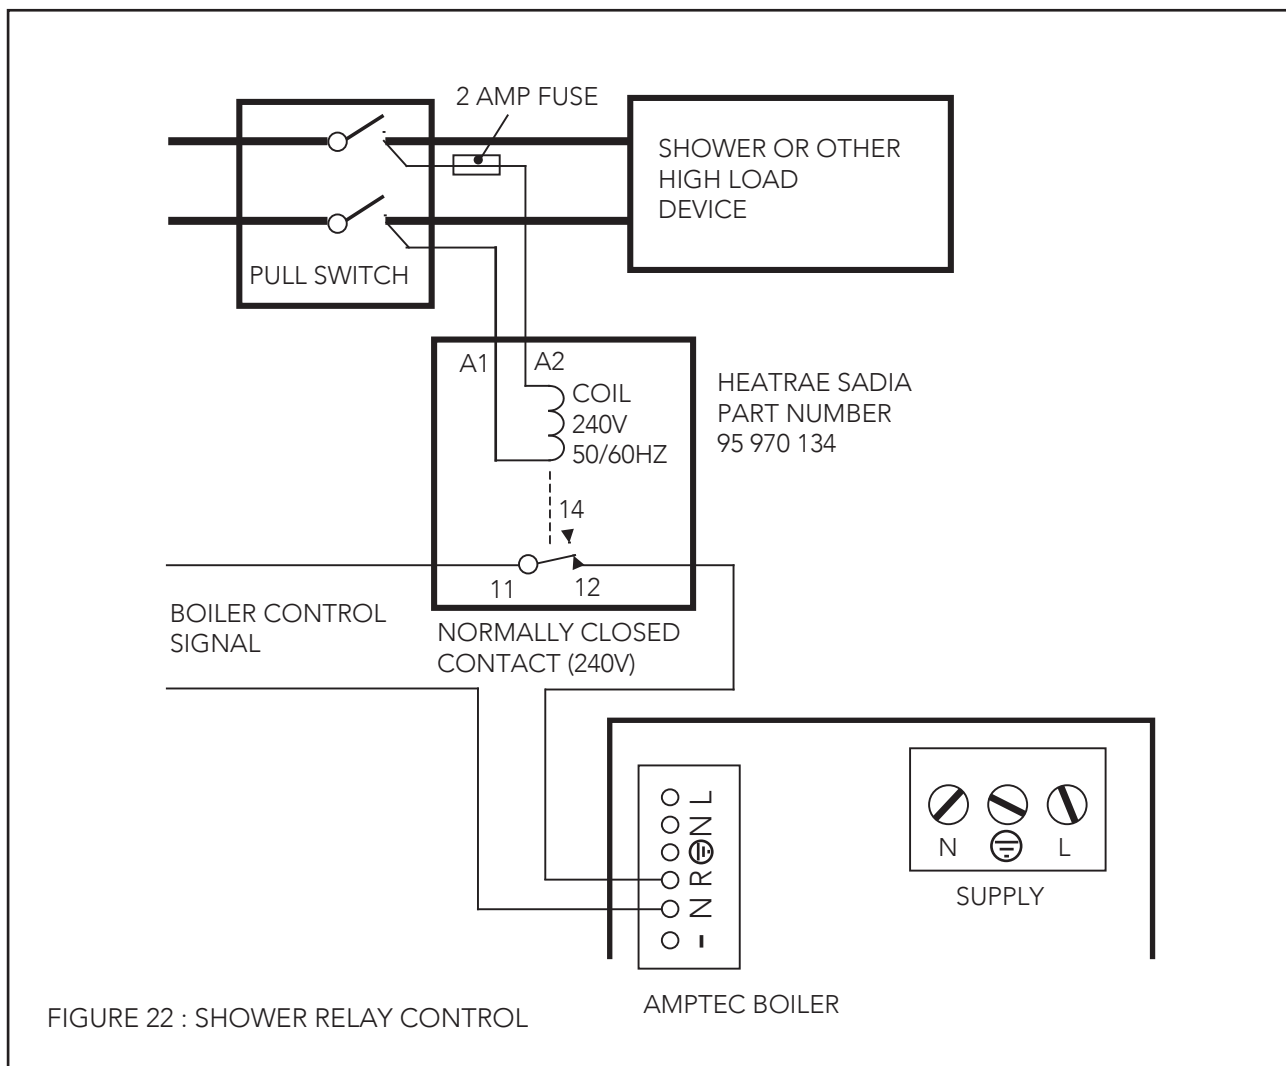 2 AMP FUSE
SHOWER OR OTHER
HIGH LOAD
DEVICE
PULL SWITCH
A1
A2
COIL
240V
50/60HZ
HEATRAE SADIA
PART NUMBER
95 970 134
14
11
12
BOILER CONTROL
SIGNAL
NORMALLY CLOSED
CONTACT (240V)
L
N
R
N
-
N
L
SUPPLY
AMPTEC BOILER
FIGURE 22 : SHOWER RELAY CONTROL